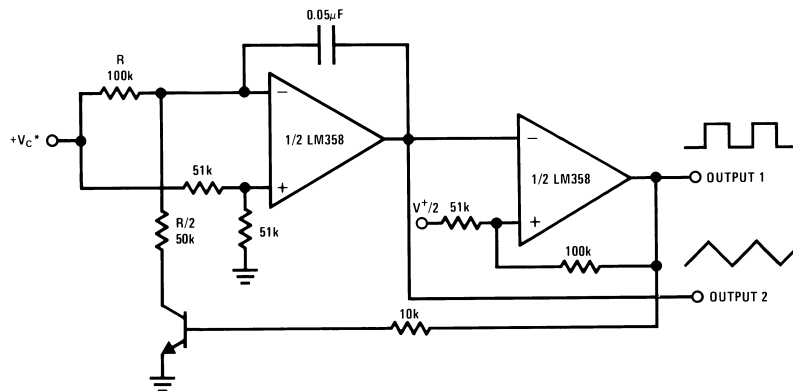 0.05μF
R
100k
+VC*
1/2 LM358
51k
51k
R/2
50k
V+/2
51k
1/2 LM358
100k
OUTPUT 1
OUTPUT 2
10k